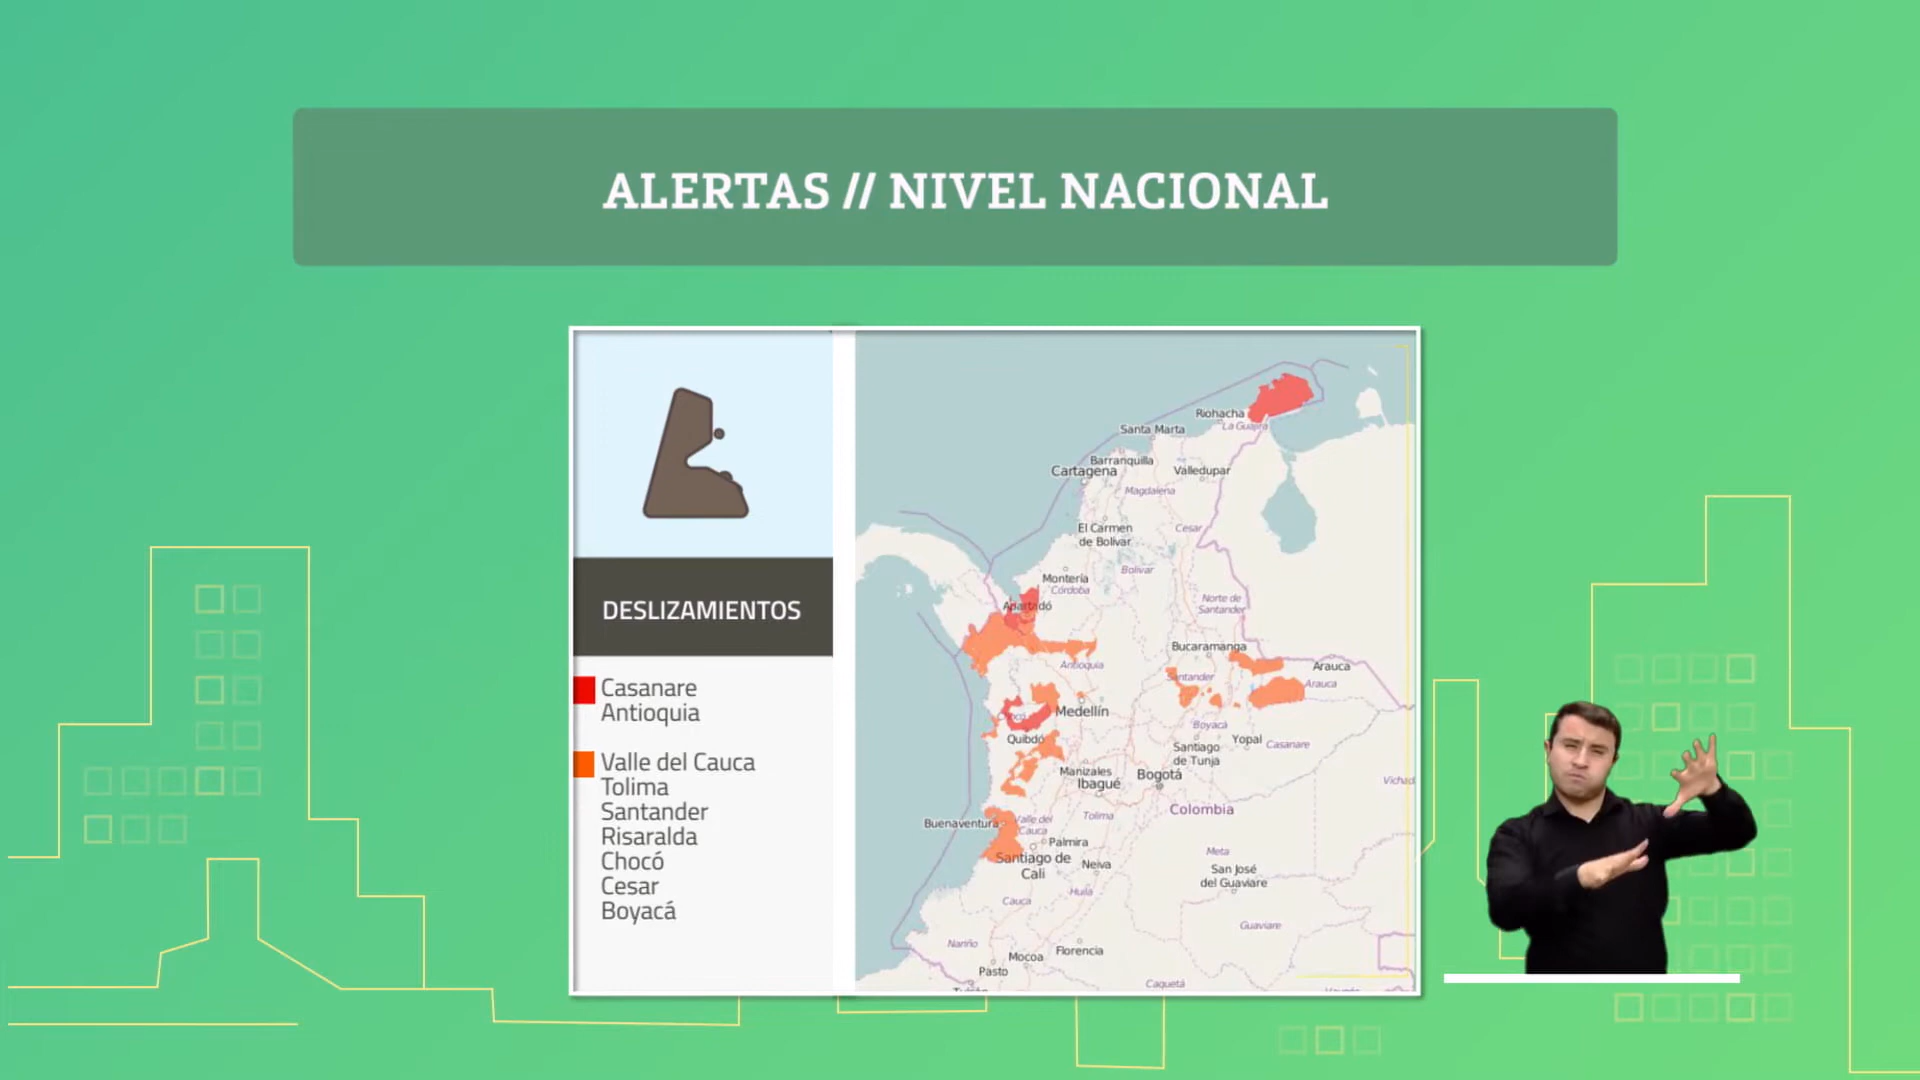 ALERTAS // NIVEL NACIONAL
DESLIZAMIENTOS
Casanare
Antioquia
Valle del Cauca
Tolima
Santander
Risaralda
Chocó
Cesar
Boyacá
Riohacha
La Guajira
Santa Marta
Barranquilla
Cartagena
Valledupar
Magdalena
El Carmen
de Bolívar
Cesar
Bolívar
Montería
Córdoba
Apartadó
Norte de
Santander
Bucaramanga
Antioquia
Santander
Arauca
Arauca
Chocó
Medellín
Quibdó
Boyacá
Yopal
Casanare
Santiago
de Tunja
Manizales
Ibagué
Bogotá
Vichad
Colombia
Buenaventura
Valle del
Cauca
Tolima
Palmira
Santiago de
Cali
Neiva
Meta
San José
del Guaviare
Huila
Cauca
Guaviare
Nariño
Mocoa
Florencia
Pasto
Caquetá